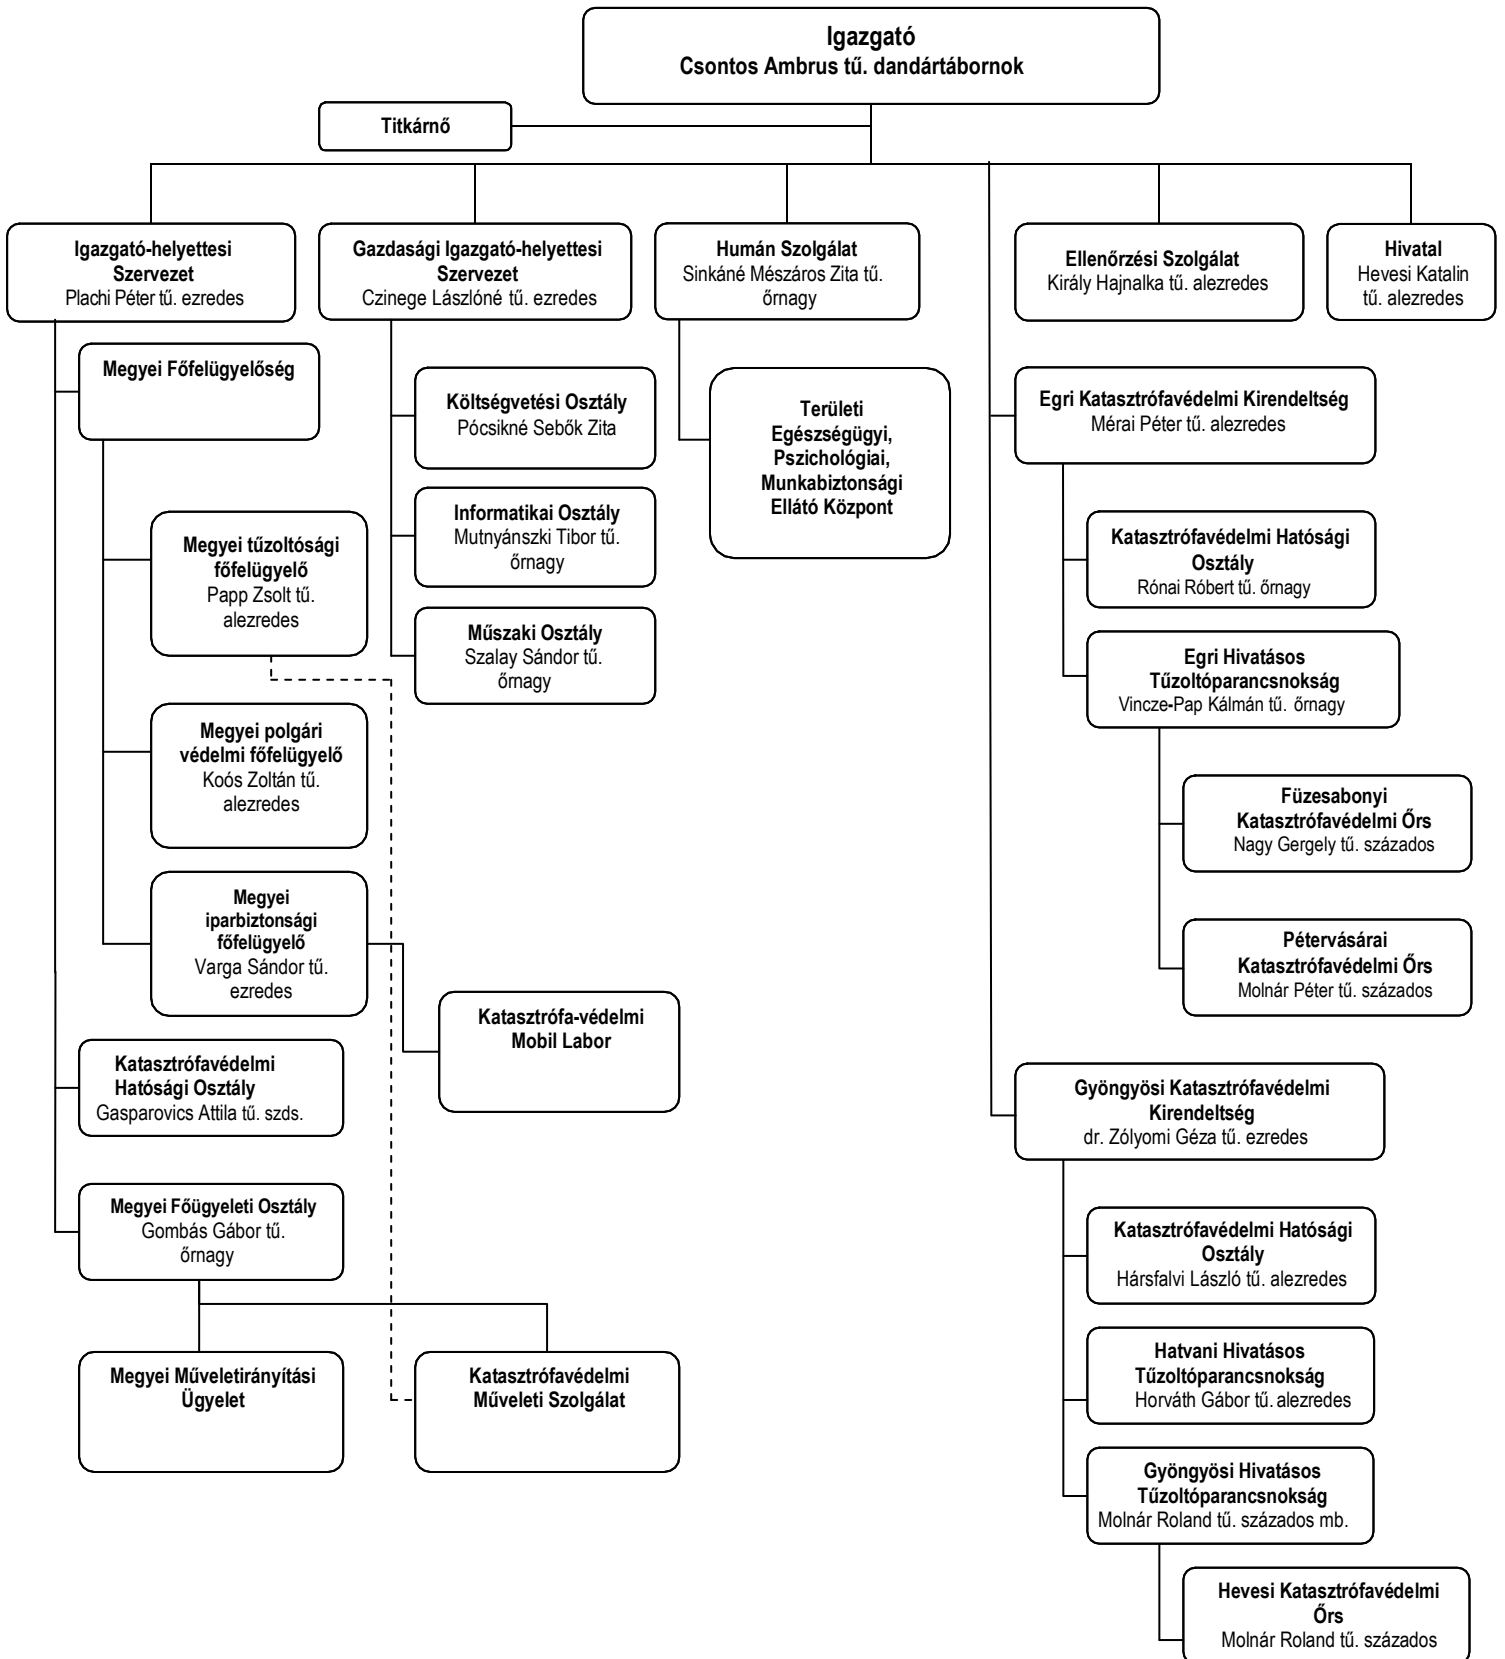 Igazgató
Csontos Ambrus tű. dandártábornok
Titkárnő
Igazgató-helyettesi
Szervezet
Plachi Péter tű. ezredes
Gazdasági Igazgató-helyettesi
Szervezet
Czinege Lászlóné tű. ezredes
Humán Szolgálat
Sinkáné Mészáros Zita tű.
őrnagy
Ellenőrzési Szolgálat
Király Hajnalka tű. alezredes
Hivatal
Hevesi Katalin
tű. alezredes
Megyei Főfelügyelőség
Megyei tűzoltósági
főfelügyelő
Papp Zsolt tű.
alezredes
Megyei polgári
védelmi főfelügyelő
Koós Zoltán tű.
alezredes
Megyei
iparbiztonsági
főfelügyelő
Varga Sándor tű.
ezredes
Katasztrófa-védelmi
Mobil Labor
Katasztrófavédelmi
Hatósági Osztály
Gasparovics Attila tű. szds.
Megyei Főügyeleti Osztály
Gombás Gábor tű.
őrnagy
Megyei Műveletirányítási
Ügyelet
Katasztrófavédelmi
Műveleti Szolgálat
Költségvetési Osztály
Pócsikné Sebők Zita
Informatikai Osztály
Mutnyánszki Tibor tű.
őrnagy
Műszaki Osztály
Szalay Sándor tű.
őrnagy
Területi
Egészségügyi,
Pszichológiai,
Munkabiztonsági
Ellátó Központ
Egri Katasztrófavédelmi Kirendeltség
Mérai Péter tű. alezredes
Katasztrófavédelmi Hatósági
Osztály
Rónai Róbert tű. őrnagy
Egri Hivatásos
Tűzoltóparancsnokság
Vincze-Pap Kálmán tű. őrnagy
Füzesabonyi
Katasztrófavédelmi Őrs
Nagy Gergely tű. százados
Pétervásárai
Katasztrófavédelmi Őrs
Molnár Péter tű. százados
Gyöngyösi Katasztrófavédelmi
Kirendeltség
dr. Zólyomi Géza tű. ezredes
Katasztrófavédelmi Hatósági
Osztály
Hársfalvi László tű. alezredes
Hatvani Hivatásos
Tűzoltóparancsnokság
Horváth Gábor tű. alezredes
Gyöngyösi Hivatásos
Tűzoltóparancsnokság
Molnár Roland tű. százados mb.
Hevesi Katasztrófavédelmi
Őrs
Molnár Roland tű. százados